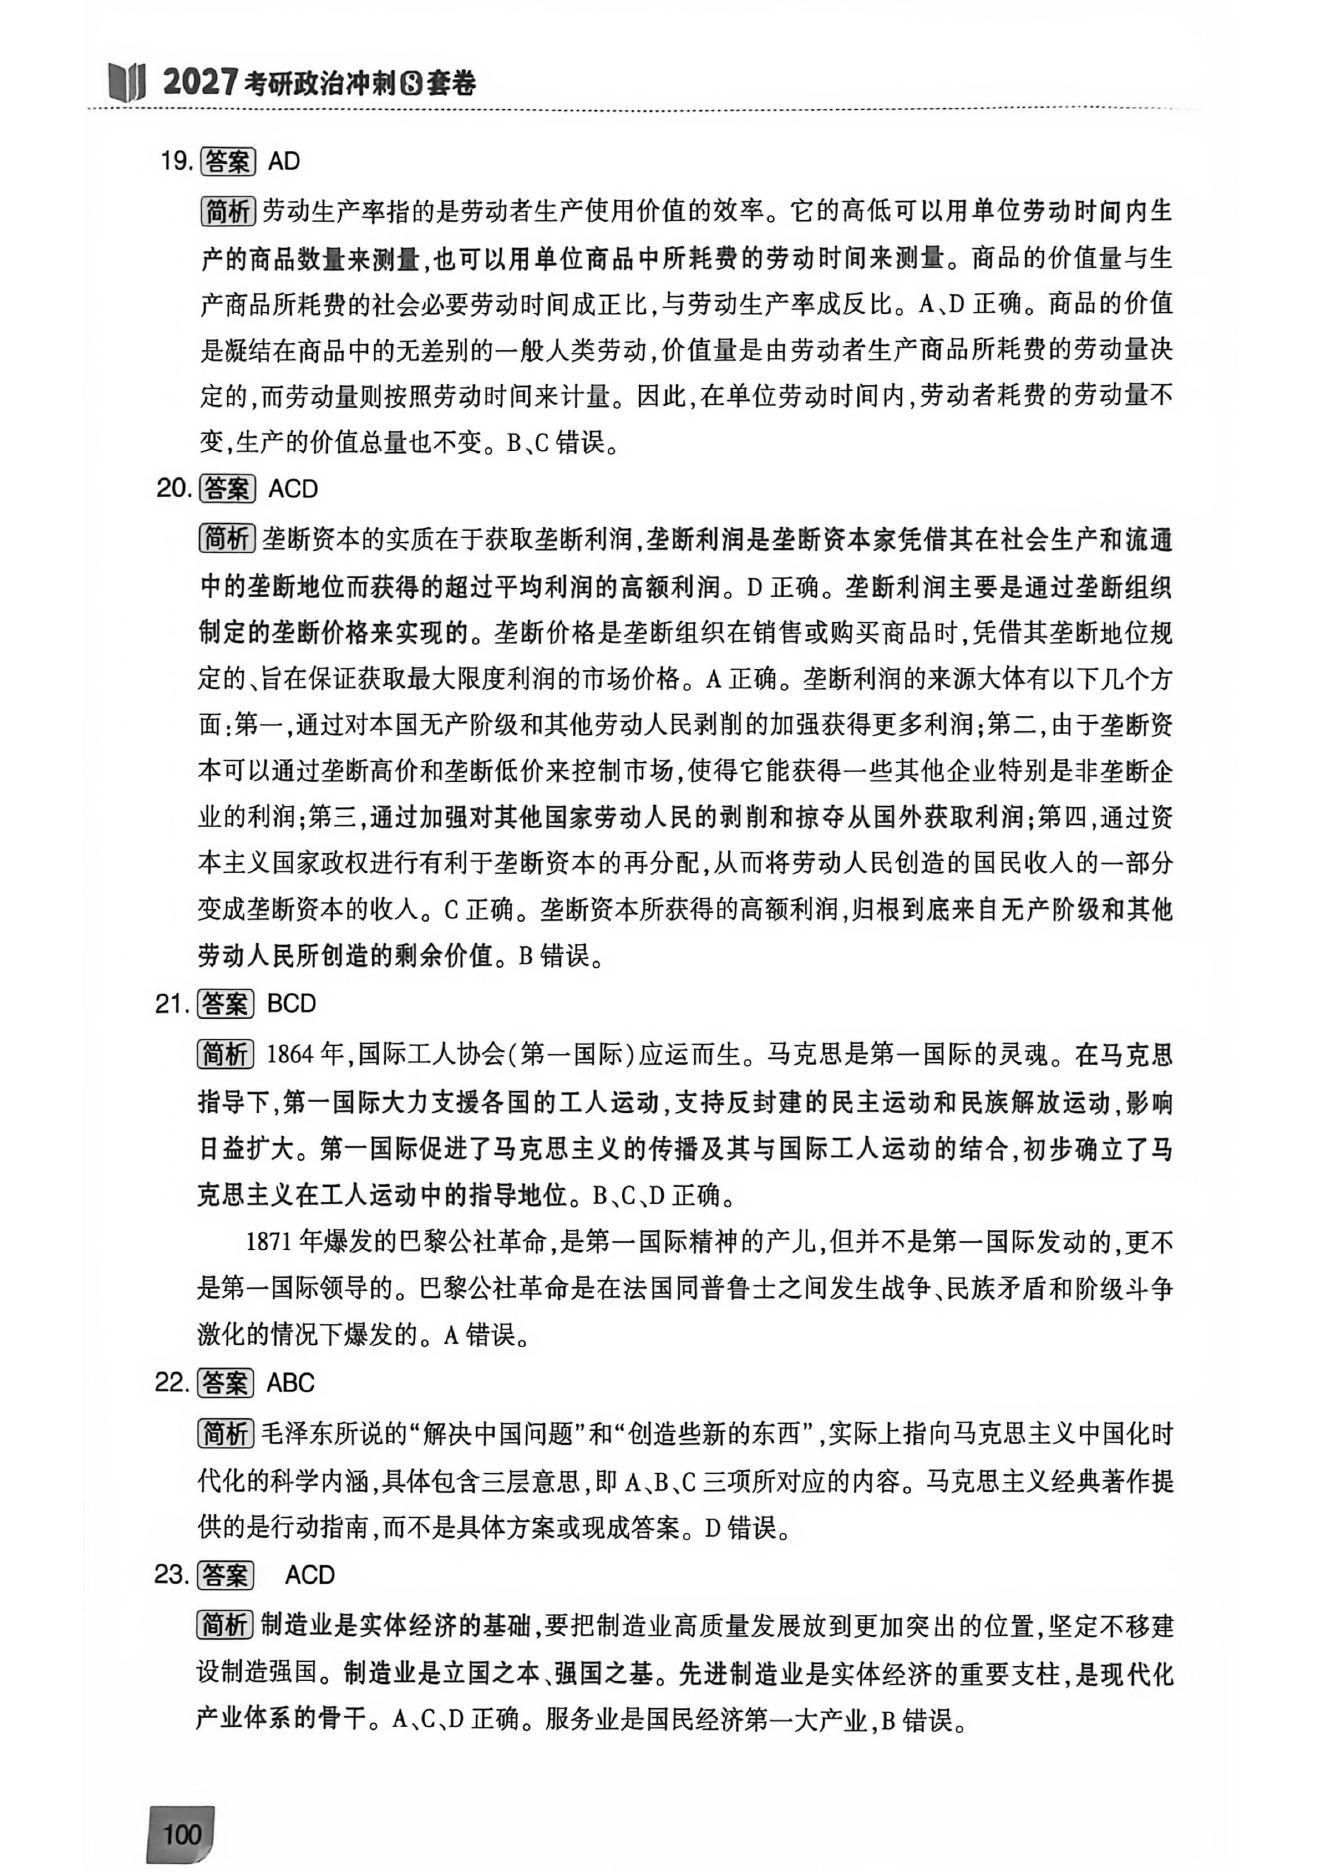 2027考研政治冲刺⑧套卷
19. 答案 AD
简析 劳动生产率指的是劳动者生产使用价值的效率。它的高低可以用单位劳动时间内生
产的商品数量来测量,也可以用单位商品中所耗费的劳动时间来测量。商品的价值量与生
产商品所耗费的社会必要劳动时间成正比,与劳动生产率成反比。A、D 正确。商品的价值
是凝结在商品中的无差别的一般人类劳动,价值量是由劳动者生产商品所耗费的劳动量决
定的,而劳动量则按照劳动时间来计量。因此,在单位劳动时间内,劳动者耗费的劳动量不
变,生产的价值总量也不变。B、C 错误。
20. 答案 ACD
简析 垄断资本的实质在于获取垄断利润,垄断利润是垄断资本家凭借其在社会生产和流通
中的垄断地位而获得的超过平均利润的高额利润。D 正确。垄断利润主要是通过垄断组织
制定的垄断价格来实现的。垄断价格是垄断组织在销售或购买商品时,凭借其垄断地位规
定的、旨在保证获取最大限度利润的市场价格。A 正确。垄断利润的来源大体有以下几个方
面:第一,通过对本国无产阶级和其他劳动人民剥削的加强获得更多利润;第二,由于垄断资
本可以通过垄断高价和垄断低价来控制市场,使得它能获得一些其他企业特别是非垄断企
业的利润;第三,通过加强对其他国家劳动人民的剥削和掠夺从国外获取利润;第四,通过资
本主义国家政权进行有利于垄断资本的再分配,从而将劳动人民创造的国民收入的一部分
变成垄断资本的收入。C 正确。垄断资本所获得的高额利润,归根到底来自无产阶级和其他
劳动人民所创造的剩余价值。B 错误。
21. 答案 BCD
简析 1864 年,国际工人协会(第一国际)应运而生。马克思是第一国际的灵魂。在马克思
指导下,第一国际大力支援各国的工人运动,支持反封建的民主运动和民族解放运动,影响
日益扩大。第一国际促进了马克思主义的传播及其与国际工人运动的结合,初步确立了马
克思主义在工人运动中的指导地位。B、C、D 正确。
1871 年爆发的巴黎公社革命,是第一国际精神的产儿,但并不是第一国际发动的,更不
是第一国际领导的。巴黎公社革命是在法国同普鲁士之间发生战争、民族矛盾和阶级斗争
激化的情况下爆发的。A 错误。
22. 答案 ABC
简析 毛泽东所说的“解决中国问题”和“创造些新的东西”,实际上指向马克思主义中国化时
代化的科学内涵,具体包含三层意思,即 A、B、C 三项所对应的内容。马克思主义经典著作提
供的是行动指南,而不是具体方案或现成答案。D 错误。
23. 答案 ACD
简析 制造业是实体经济的基础,要把制造业高质量发展放到更加突出的位置,坚定不移建
设制造强国。制造业是立国之本、强国之基。先进制造业是实体经济的重要支柱,是现代化
产业体系的骨干。A、C、D 正确。服务业是国民经济第一大产业,B 错误。
100